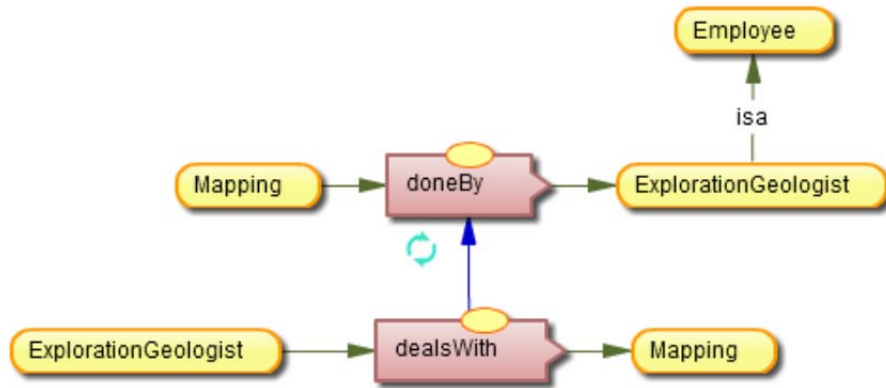 Employee
isa
Mapping
doneBy
ExplorationGeologist
ExplorationGeologist
dealsWith
Mapping